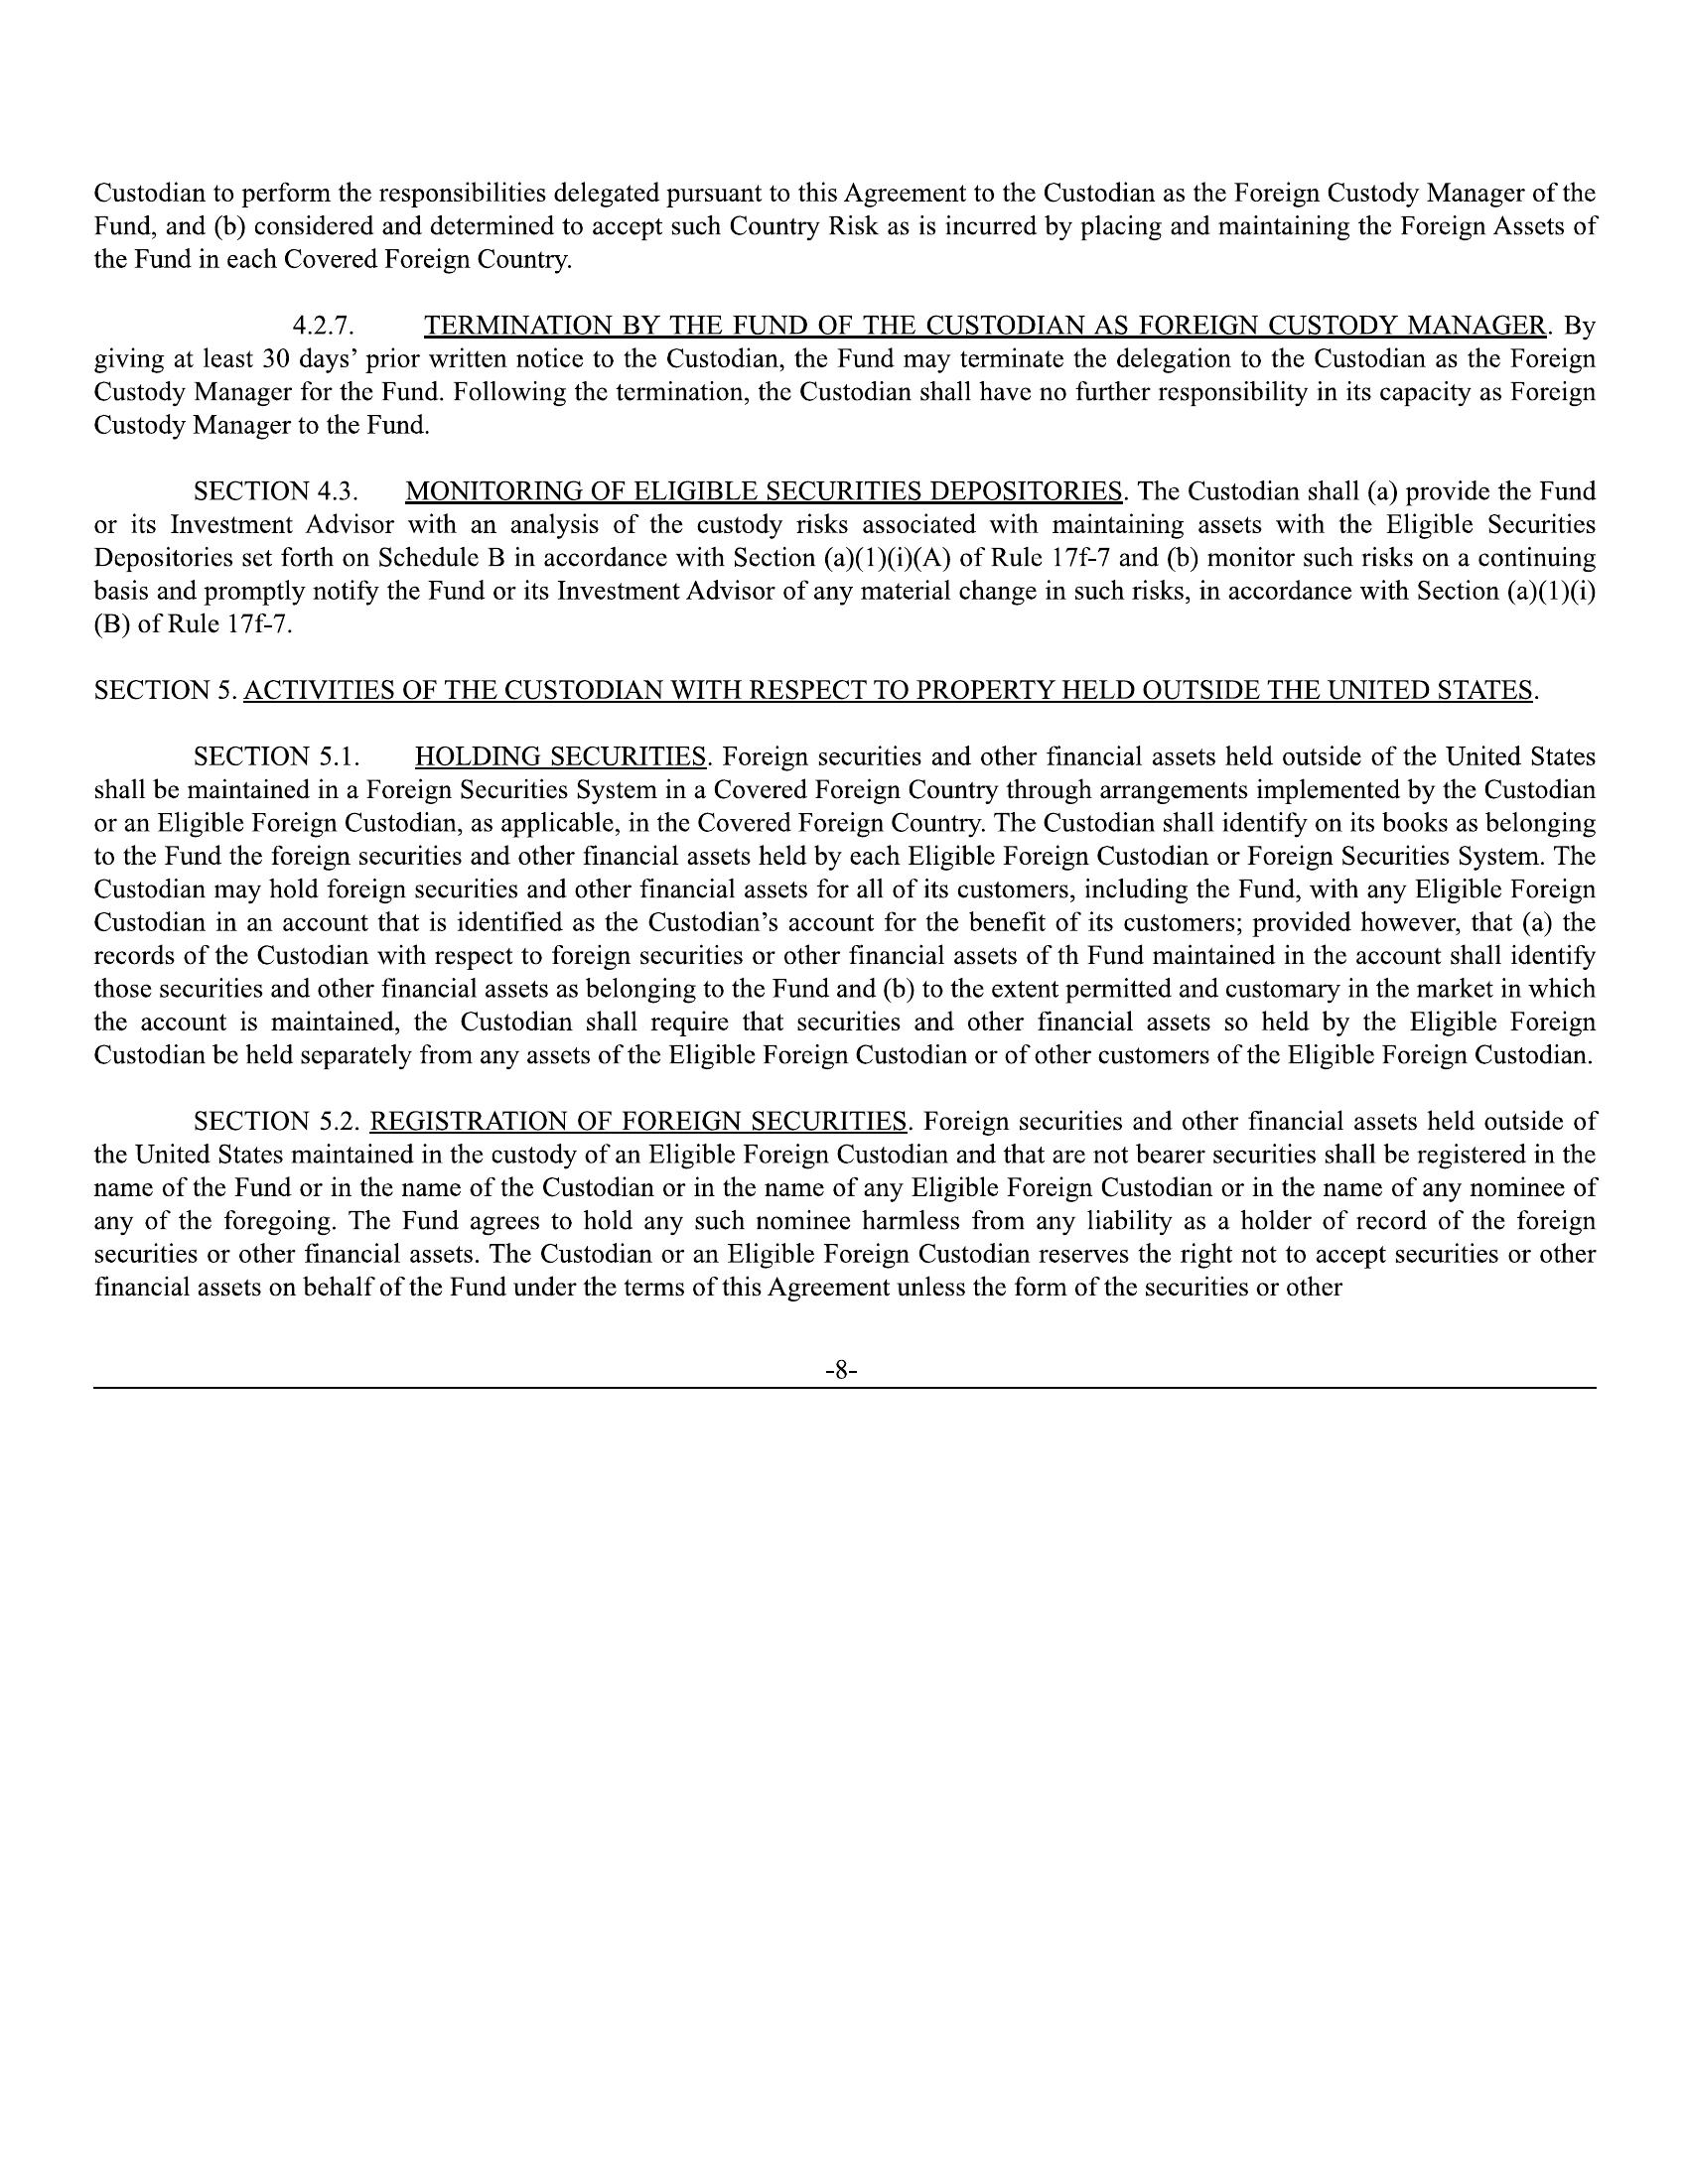 Custodian to perform the responsibilities delegated pursuant to this Agreement to the Custodian as the Foreign Custody Manager of the
Fund, and (b) considered and determined to accept such Country Risk as is incurred by placing and maintaining the Foreign Assets of
the Fund in each Covered Foreign Country.
4.2.7. TERMINATION BY THE FUND OF THE CUSTODIAN AS FOREIGN CUSTODY MANAGER. By
giving at least 30 days’ prior written notice to the Custodian, the Fund may terminate the delegation to the Custodian as the Foreign
Custody Manager for the Fund. Following the termination, the Custodian shall have no further responsibility in its capacity as Foreign
Custody Manager to the Fund.
SECTION 4.3. MONITORING OF ELIGIBLE SECURITIES DEPOSITORIES. The Custodian shall (a) provide the Fund
or its Investment Advisor with an analysis of the custody risks associated with maintaining assets with the Eligible Securities
Depositories set forth on Schedule B in accordance with Section (a)(1)(i)(A) of Rule 17f-7 and (b) monitor such risks on a continuing
basis and promptly notify the Fund or its Investment Advisor of any material change in such risks, in accordance with Section (a)(1)(i)
(B) of Rule 17f-7.
SECTION 5. ACTIVITIES OF THE CUSTODIAN WITH RESPECT TO PROPERTY HELD OUTSIDE THE UNITED STATES.
SECTION 5.1. HOLDING SECURITIES. Foreign securities and other financial assets held outside of the United States
shall be maintained in a Foreign Securities System in a Covered Foreign Country through arrangements implemented by the Custodian
or an Eligible Foreign Custodian, as applicable, in the Covered Foreign Country. The Custodian shall identify on its books as belonging
to the Fund the foreign securities and other financial assets held by each Eligible Foreign Custodian or Foreign Securities System. The
Custodian may hold foreign securities and other financial assets for all of its customers, including the Fund, with any Eligible Foreign
Custodian in an account that is identified as the Custodian’s account for the benefit of its customers; provided however, that (a) the
records of the Custodian with respect to foreign securities or other financial assets of th Fund maintained in the account shall identify
those securities and other financial assets as belonging to the Fund and (b) to the extent permitted and customary in the market in which
the account is maintained, the Custodian shall require that securities and other financial assets so held by the Eligible Foreign
Custodian be held separately from any assets of the Eligible Foreign Custodian or of other customers of the Eligible Foreign Custodian.
SECTION 5.2. REGISTRATION OF FOREIGN SECURITIES. Foreign securities and other financial assets held outside of
the United States maintained in the custody of an Eligible Foreign Custodian and that are not bearer securities shall be registered in the
name of the Fund or in the name of the Custodian or in the name of any Eligible Foreign Custodian or in the name of any nominee of
any of the foregoing. The Fund agrees to hold any such nominee harmless from any liability as a holder of record of the foreign
securities or other financial assets. The Custodian or an Eligible Foreign Custodian reserves the right not to accept securities or other
financial assets on behalf of the Fund under the terms of this Agreement unless the form of the securities or other
-8-